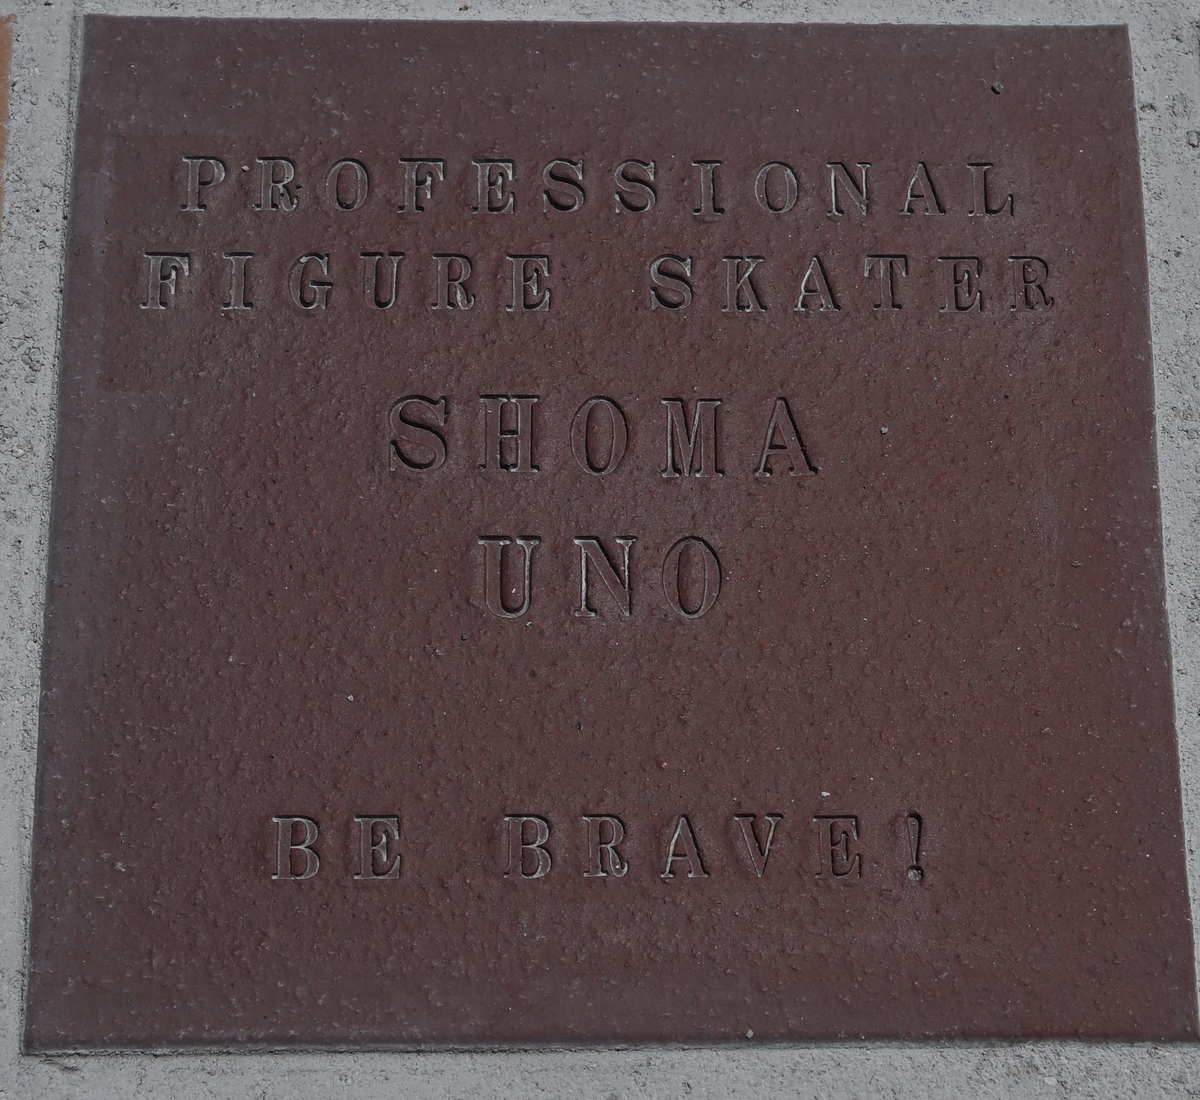 PROFESSIONAL
FIGURE SKATER
SHOMA
UNO
BE BRAVE!